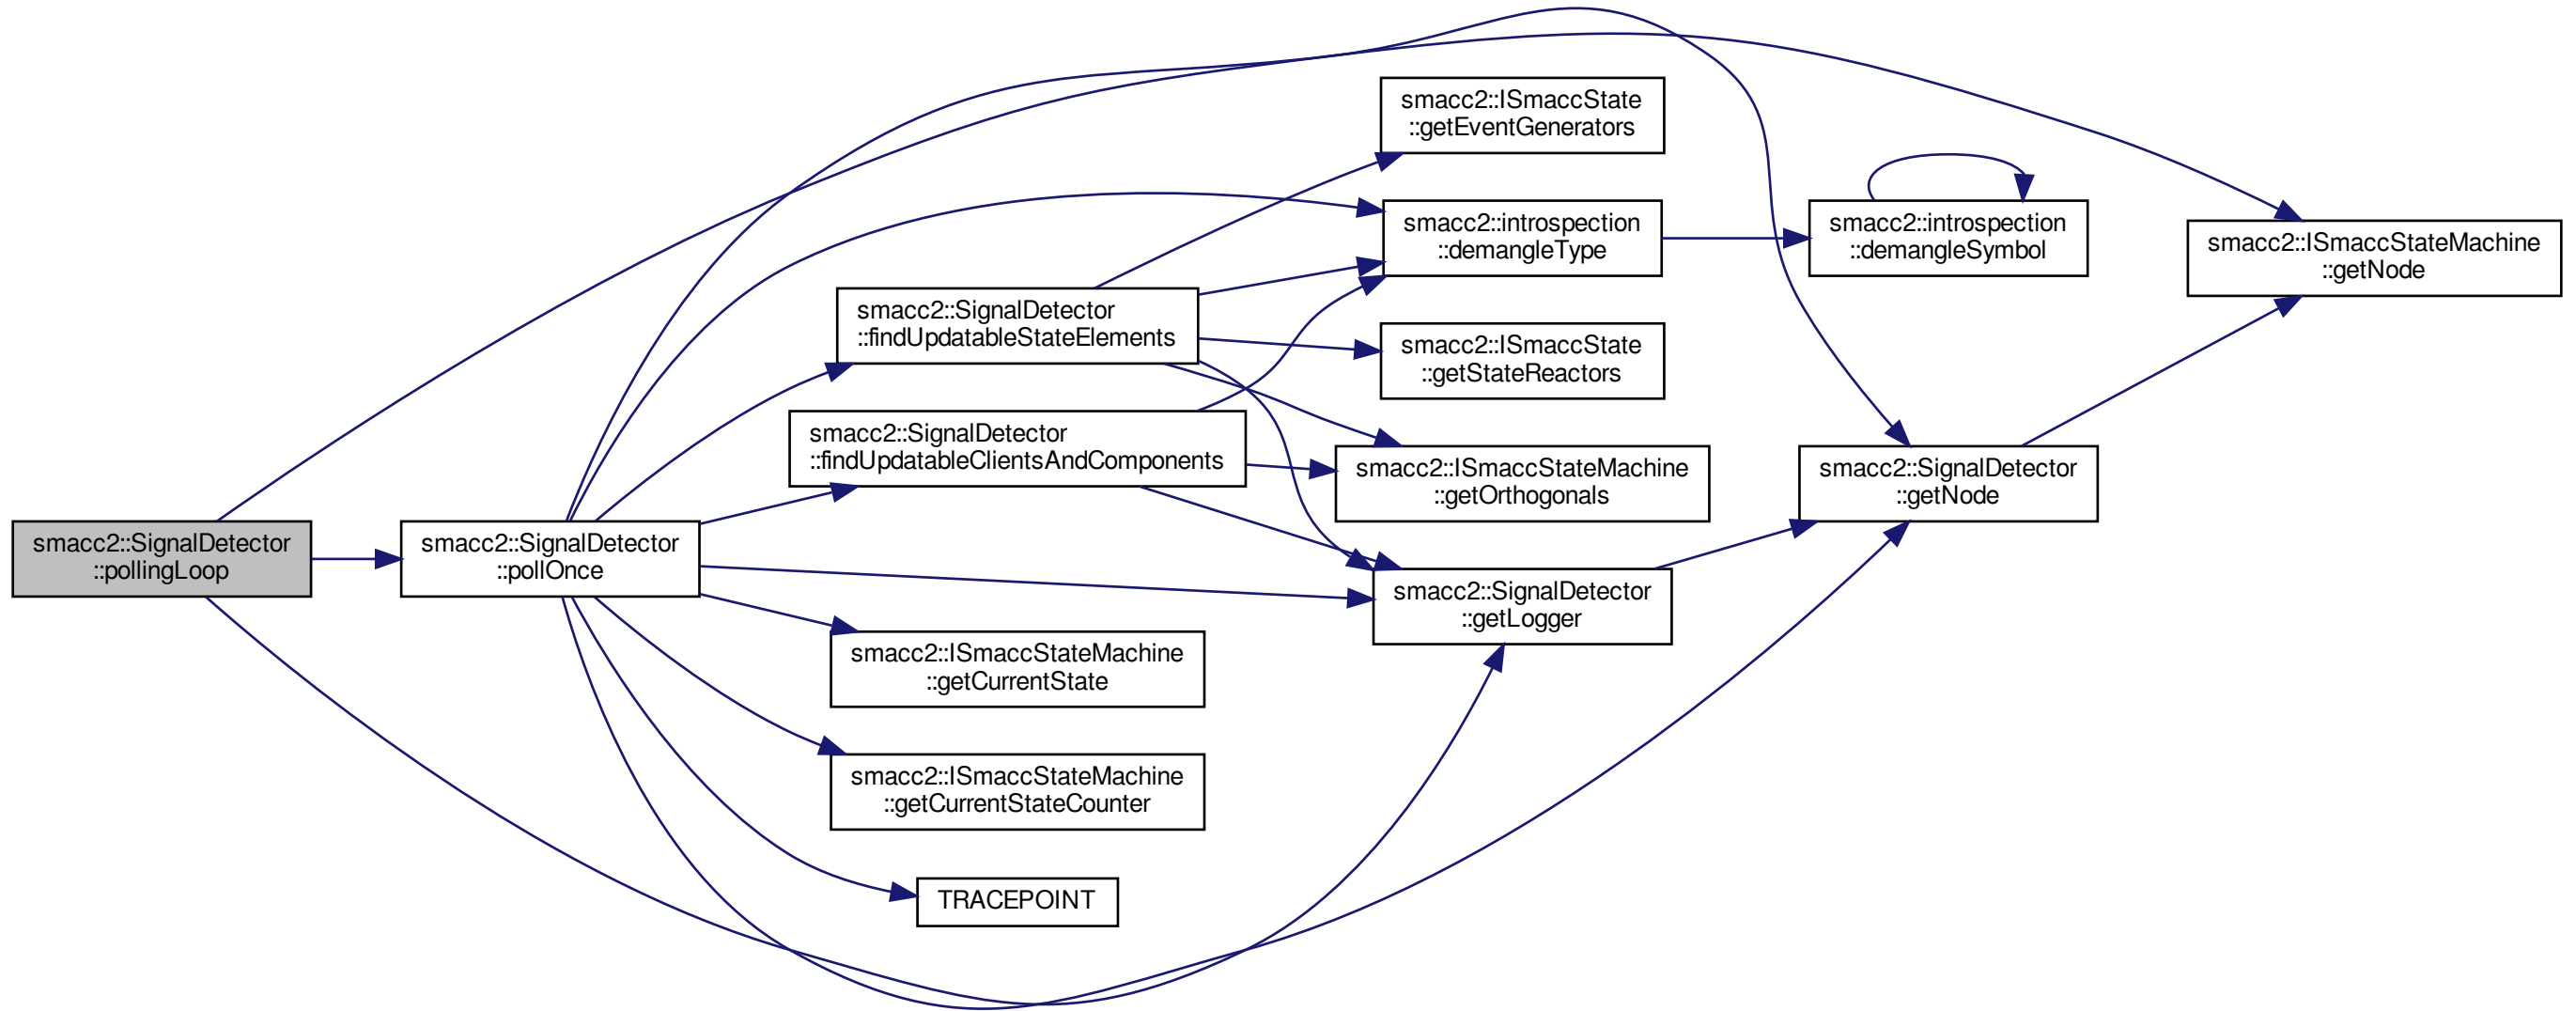 smacc2::SignalDetector
::pollingLoop
smacc2::SignalDetector
::pollOnce
smacc2::SignalDetector
::findUpdatableStateElements
smacc2::SignalDetector
::findUpdatableClientsAndComponents
smacc2::ISmaccStateMachine
::getCurrentState
smacc2::ISmaccStateMachine
::getCurrentStateCounter
TRACEPOINT
smacc2::ISmaccState
::getEventGenerators
smacc2::introspection
::demangleType
smacc2::ISmaccState
::getStateReactors
smacc2::ISmaccStateMachine
::getOrthogonals
smacc2::SignalDetector
::getLogger
smacc2::introspection
::demangleSymbol
smacc2::SignalDetector
::getNode
smacc2::ISmaccStateMachine
::getNode